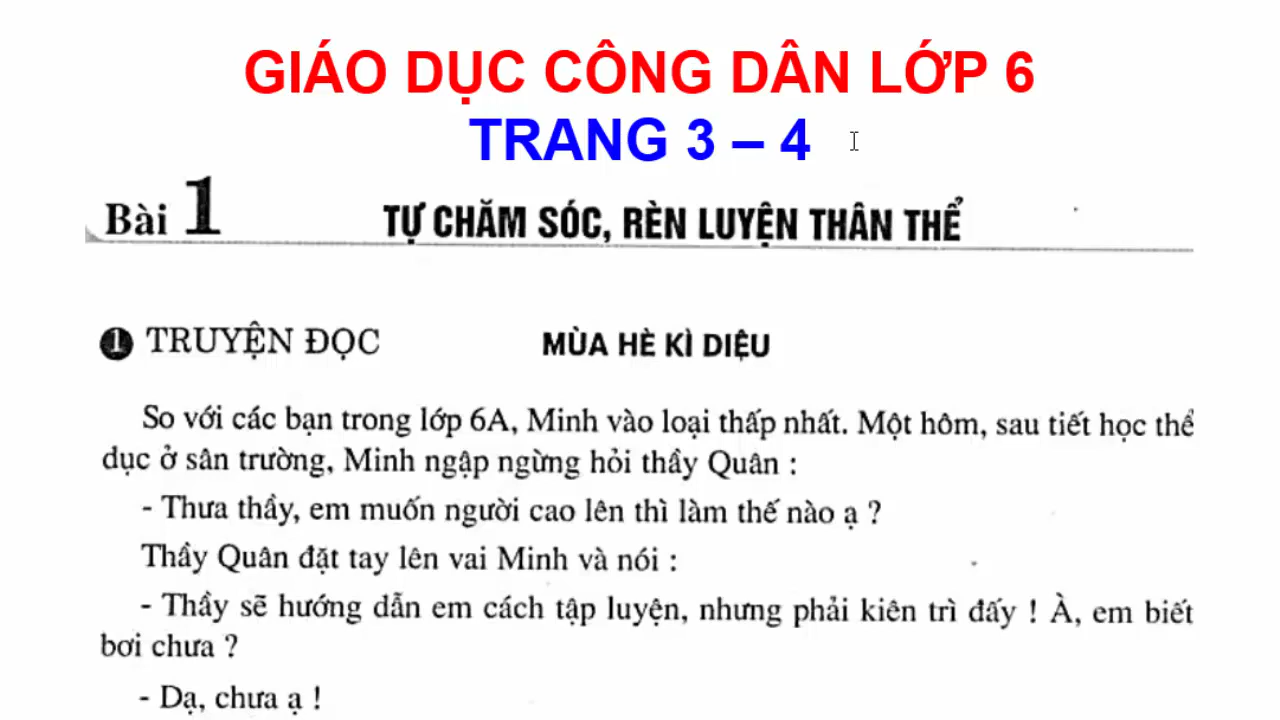 GIÁO DỤC CÔNG DÂN LỚP 6
TRANG 3 – 4
Bài 1 TỰ CHĂM SÓC, RÈN LUYỆN THÂN THỂ
1 TRUYỆN ĐỌC MÙA HÈ KÌ DIỆU
So với các bạn trong lớp 6A, Minh vào loại thấp nhất. Một hôm, sau tiết học thể
dục ở sân trường, Minh ngập ngừng hỏi thầy Quân :
- Thưa thầy, em muốn người cao lên thì làm thế nào ạ ?
Thầy Quân đặt tay lên vai Minh và nói :
- Thầy sẽ hướng dẫn em cách tập luyện, nhưng phải kiên trì đấy ! À, em biết
bơi chưa ?
- Dạ, chưa ạ !